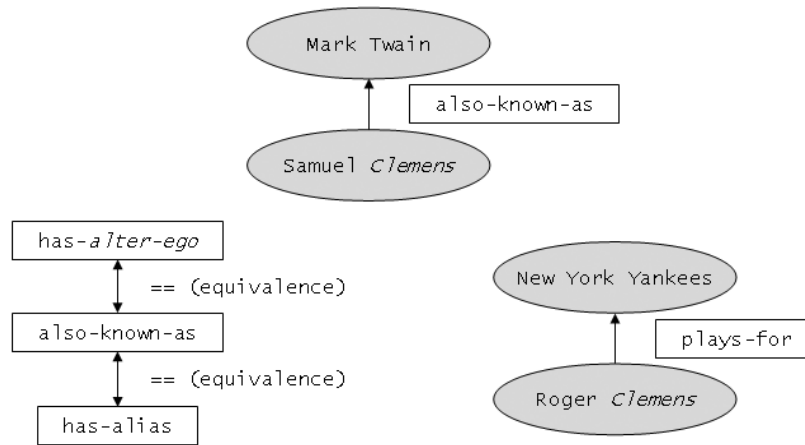 Mark Twain
also-known-as
Samuel Clemens
has-alter-ego
== (equivalence)
also-known-as
== (equivalence)
has-alias
New York Yankees
plays-for
Roger Clemens